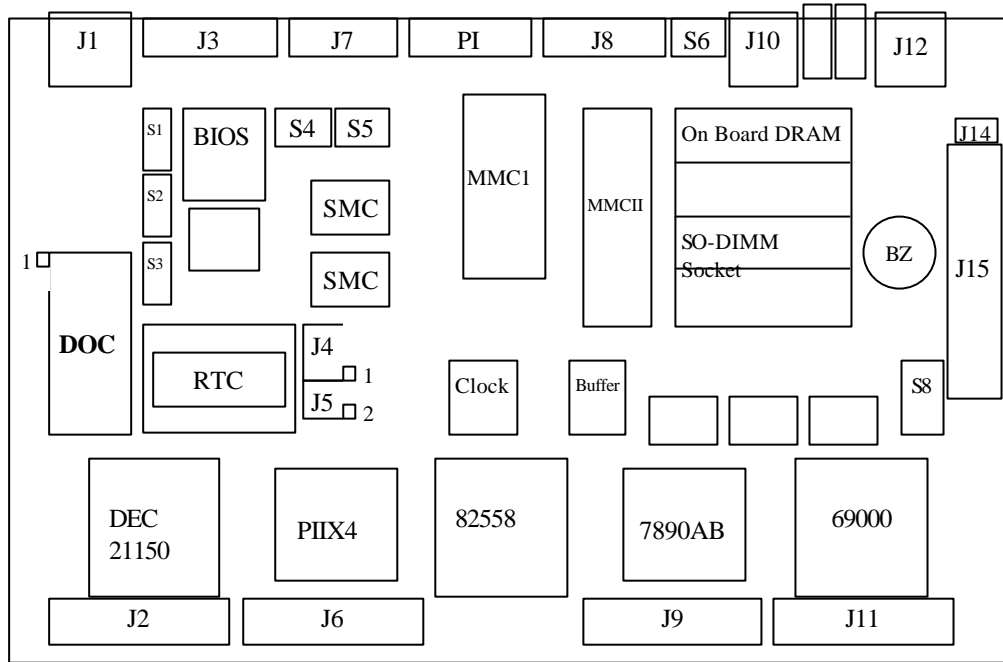 J1
J3
J7
PI
J8
S6
J10
J12
S1
BIOS
S4
S5
On Board DRAM
J14
MMC1
S2
SMC
MMCII
SO-DIMM
Socket
BZ
J15
1
S3
SMC
DOC
RTC
J4
1
J5
2
Clock
Buffer
S8
DEC
21150
PIIX4
82558
7890AB
69000
J2
J6
J9
J11